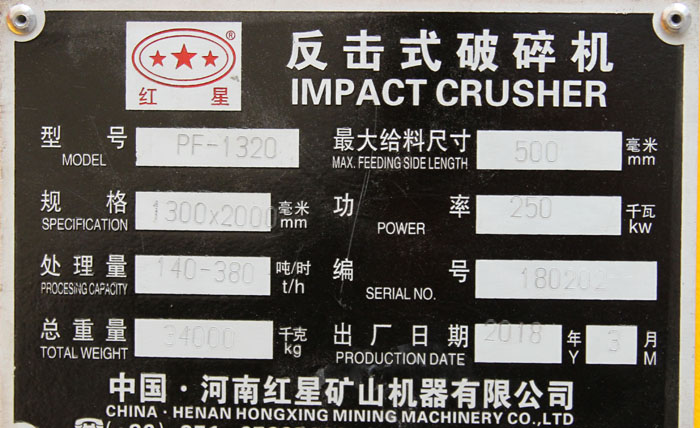 ®
红 星
反击式破碎机
IMPACT CRUSHER
型 号 PF-1320 最大给料尺寸 500 毫米
MODEL MAX. FEEDING SIDE LENGTH mm
规 格 1300x2000 毫米 功 率 250 千瓦
SPECIFICATION mm POWER kw
处 理 量 140-380 吨/时 编 号 180202
PROCESING CAPACITY t/h SERIAL NO.
总 重 量 34000 千克 出 厂 日 期 2018 年 3 月
TOTAL WEIGHT kg PRODUCTION DATE Y M
中国·河南红星矿山机器有限公司
CHINA · HENAN HONGXING MINING MACHINERY CO.,LTD